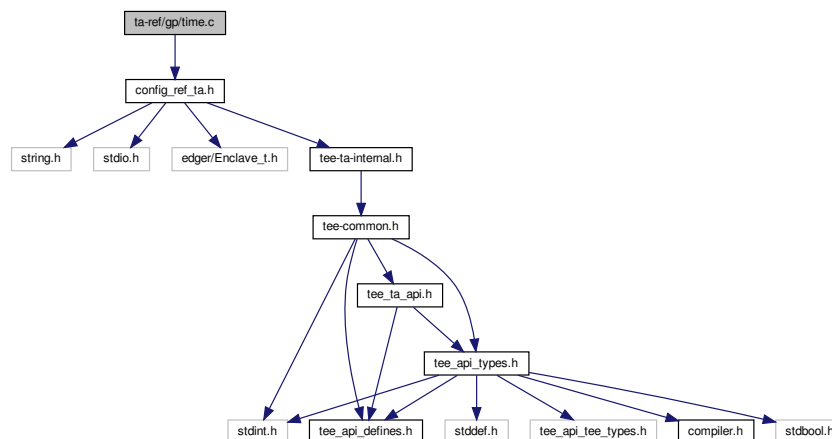 ta-ref/gp/time.c
config_ref_ta.h
string.h
stdio.h
edger/Enclave_t.h
tee-ta-internal.h
tee-common.h
tee_ta_api.h
tee_api_types.h
stdint.h
tee_api_defines.h
stddef.h
tee_api_tee_types.h
compiler.h
stdbool.h